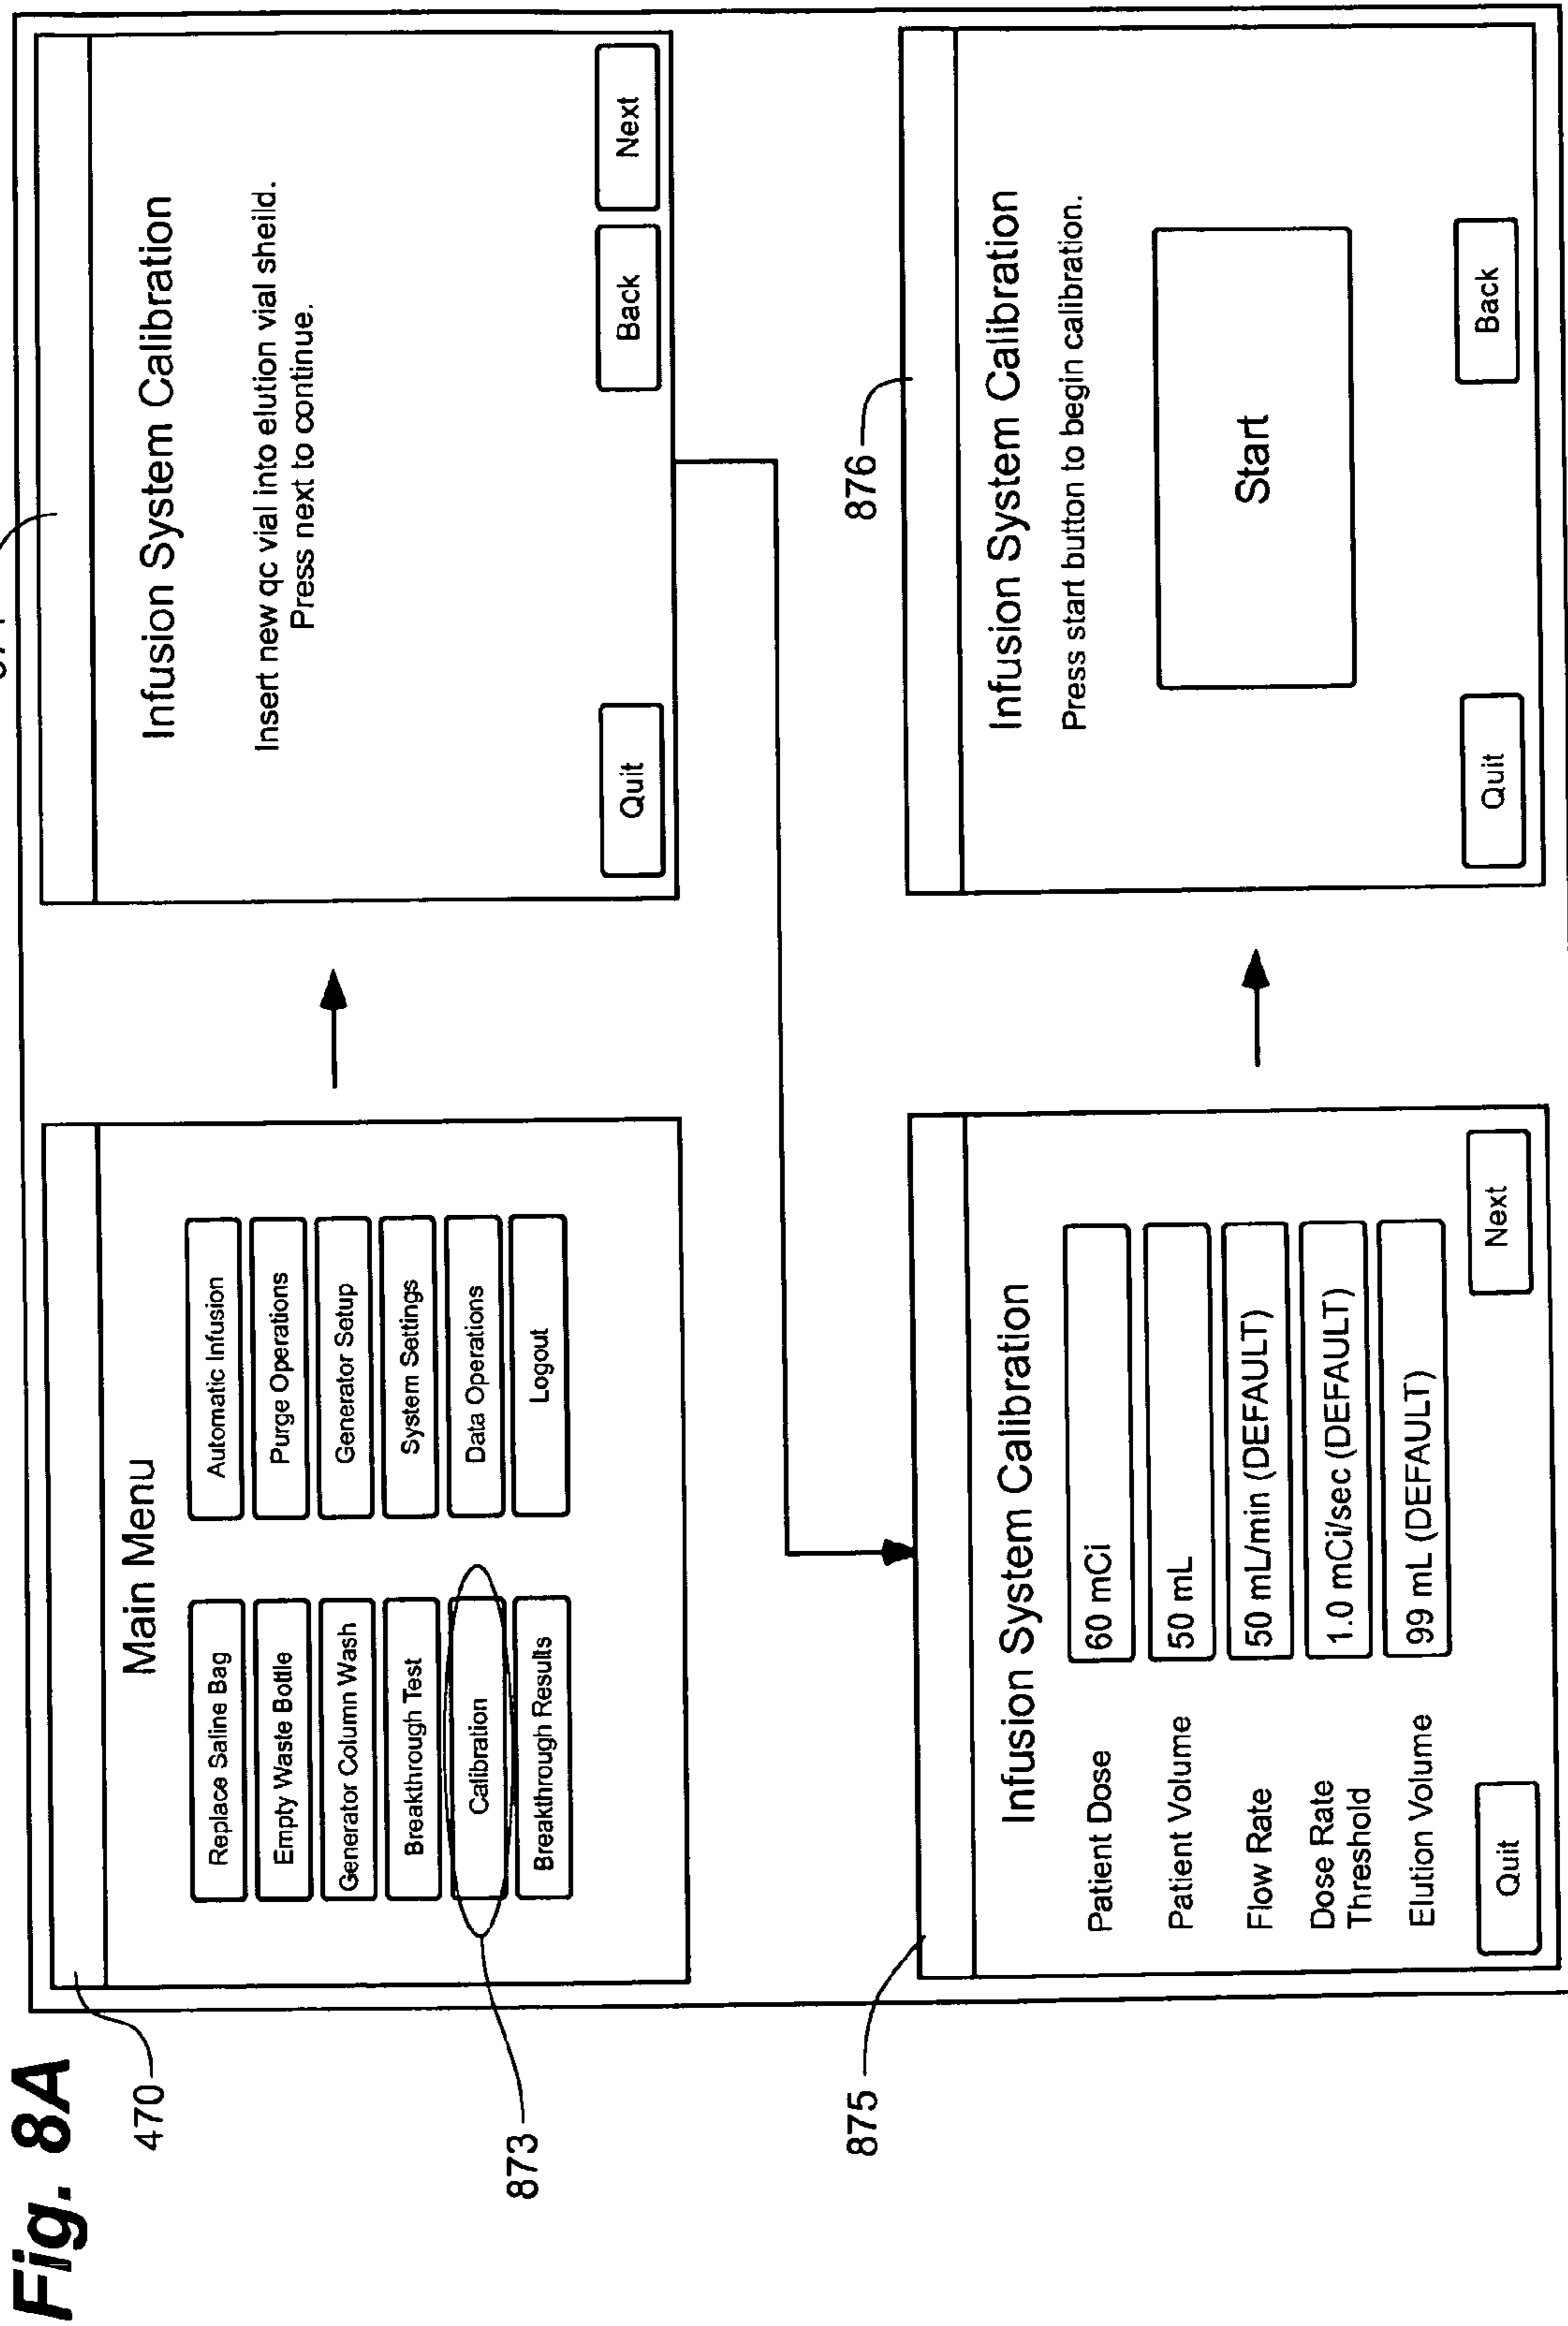 Fig. 8A
470
Main Menu
Replace Saline Bag
Automatic Infusion
Empty Waste Bottle
Purge Operations
Generator Column Wash
Generator Setup
Breakthrough Test
System Settings
Calibration
Data Operations
Breakthrough Results
Logout
873
Infusion System Calibration
Insert new qc vial into elution vial sheild.
Press next to continue.
Quit
Back
Next
875
Infusion System Calibration
Patient Dose
60 mCi
Patient Volume
50 mL
Flow Rate
50 mL/min (DEFAULT)
Dose Rate
Threshold
1.0 mCi/sec (DEFAULT)
Elution Volume
99 mL (DEFAULT)
Quit
Next
876
Infusion System Calibration
Press start button to begin calibration.
Start
Quit
Back